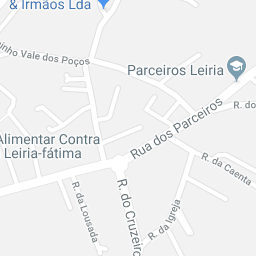 & Irmãos Lda
inho Vale dos Poços
Parceiros Leiria
Rua dos Parceiros
R. do
Alimentar Contra
Leiria-fátima
R. da Caenta
R. da Lousada
R. do Cruzeiro
R. da Igreja